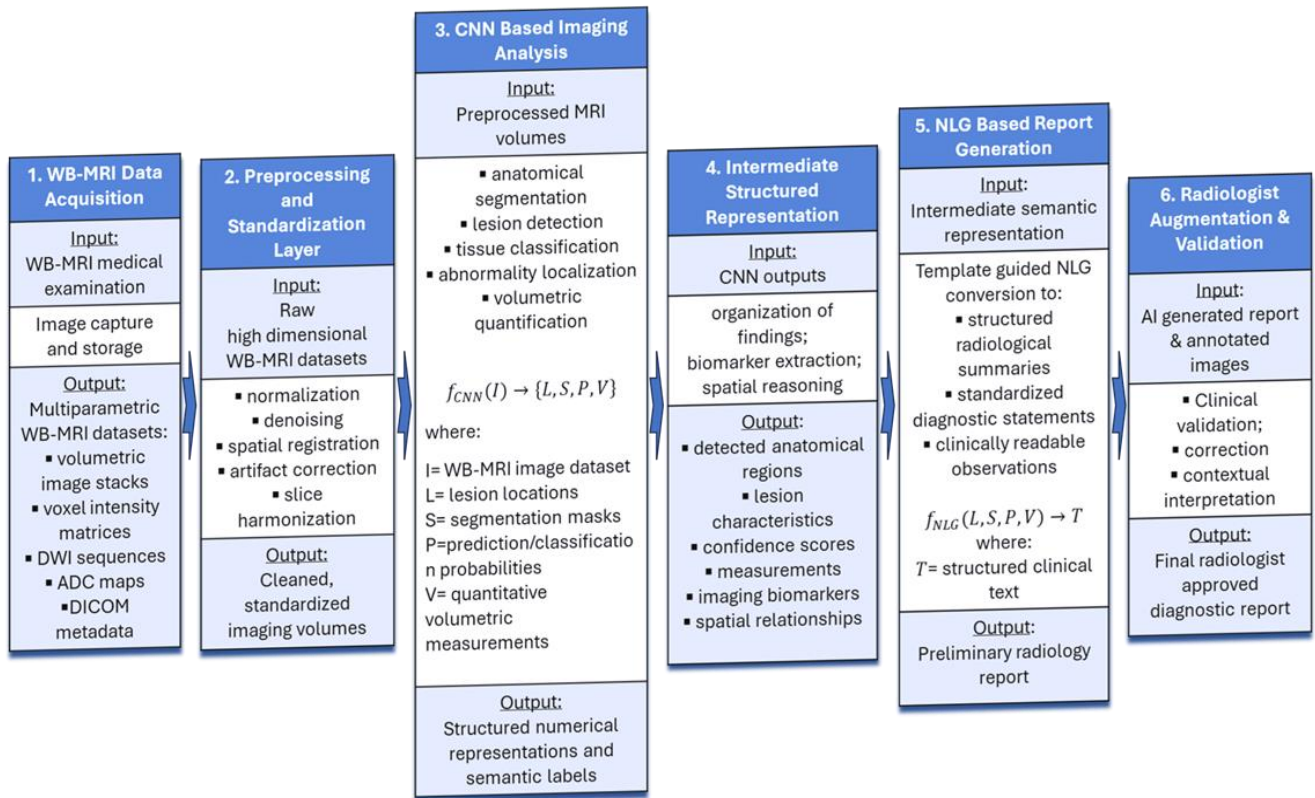 1. WB-MRI Data
Acquisition
Input:
WB-MRI medical
examination
Image capture
and storage
Output:
Multiparametric
WB-MRI datasets:
▪ volumetric
image stacks
▪ voxel intensity
matrices
▪ DWI sequences
▪ ADC maps
▪DICOM
metadata
2. Preprocessing
and
Standardization
Layer
Input:
Raw
high dimensional
WB-MRI datasets
▪ normalization
▪ denoising
▪ spatial registration
▪ artifact correction
▪ slice
harmonization
Output:
Cleaned,
standardized
imaging volumes
3. CNN Based Imaging
Analysis
Input:
Preprocessed MRI
volumes
▪ anatomical
segmentation
▪ lesion detection
▪ tissue classification
▪ abnormality localization
▪ volumetric
quantification
f_CNN(I) → {L, S, P, V}
where:
I= WB-MRI image dataset
L= lesion locations
S= segmentation masks
P=prediction/classificatio
n probabilities
V= quantitative
volumetric
measurements
Output:
Structured numerical
representations and
semantic labels
4. Intermediate
Structured
Representation
Input:
CNN outputs
organization of
findings;
biomarker extraction;
spatial reasoning
Output:
▪ detected anatomical
regions
▪ lesion
characteristics
▪ confidence scores
▪ measurements
▪ imaging biomarkers
▪ spatial relationships
5. NLG Based Report
Generation
Input:
Intermediate semantic
representation
Template guided NLG
conversion to:
▪ structured
radiological
summaries
▪ standardized
diagnostic statements
▪ clinically readable
observations
f_NLG(L, S, P, V) → T
where:
T= structured clinical
text
Output:
Preliminary radiology
report
6. Radiologist
Augmentation &
Validation
Input:
AI generated report
& annotated
images
▪ Clinical
validation;
▪ correction
▪ contextual
interpretation
Output:
Final radiologist
approved
diagnostic report